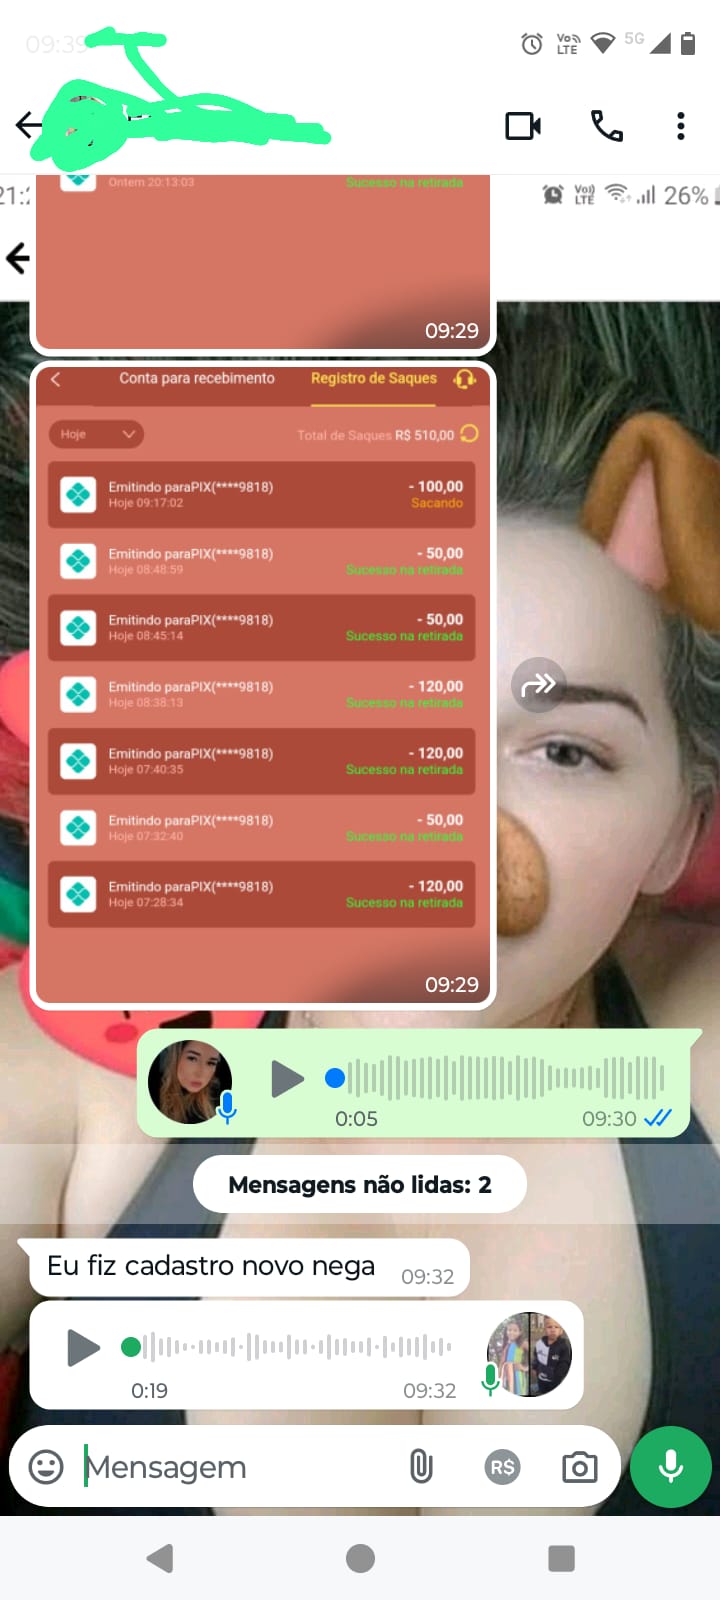 09:39
Vo
LTE
5G
21:2
Vo))
LTE
26%
Ontem 20:13:03
Sucesso na retirada
09:29
Conta para recebimento
Registro de Saques
Hoje
Total de Saques R$ 510,00
Emitindo paraPIX(****9818)
- 100,00
Hoje 09:17:02
Sacando
Emitindo paraPIX(****9818)
- 50,00
Hoje 08:48:59
Sucesso na retirada
Emitindo paraPIX(****9818)
- 50,00
Hoje 08:45:14
Sucesso na retirada
Emitindo paraPIX(****9818)
- 120,00
Hoje 08:38:13
Sucesso na retirada
Emitindo paraPIX(****9818)
- 120,00
Hoje 07:40:35
Sucesso na retirada
Emitindo paraPIX(****9818)
- 50,00
Hoje 07:32:40
Sucesso na retirada
Emitindo paraPIX(****9818)
- 120,00
Hoje 07:28:34
Sucesso na retirada
09:29
0:05
09:30
Mensagens não lidas: 2
Eu fiz cadastro novo nega
09:32
0:19
09:32
Mensagem
R$